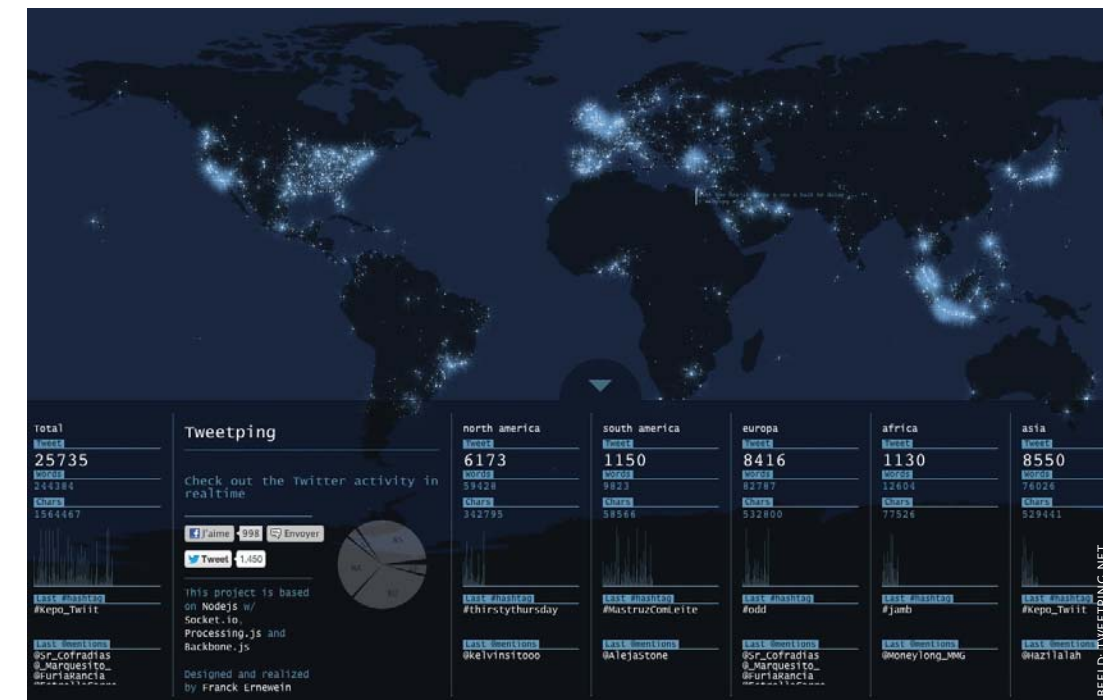 Total
Tweet
25735
Words
244384
Chars
1564467
Last #hashtag
#Kepo_Twiit
Last @mentions
@Sr_Cofradias
@_Marquesito_
@FuriaRancia
Tweetping
Check out the Twitter activity in
realtime
J'aime 998 Envoyer
Tweet 1,450
This project is based
on Nodejs w/
Socket.io,
Processing.js and
Backbone.js
Designed and realized
by Franck Ernewein
AS
NA
north america
Tweet
6173
Words
59428
Chars
342795
Last #hashtag
#thirstythursday
Last @mentions
@kelvinsitooo
south america
Tweet
1150
Words
9823
Chars
58566
Last #hashtag
#MastruzComLeite
Last @mentions
@AlejaStone
europa
Tweet
8416
Words
82787
Chars
532800
Last #hashtag
#odd
Last @mentions
@Sr_Cofradias
@_Marquesito_
@FuriaRancia
africa
Tweet
1130
Words
12604
Chars
77526
Last #hashtag
#jamb
Last @mentions
@Moneylong_MMG
asia
Tweet
8550
Words
76026
Chars
529441
Last #hashtag
#Kepo_Twiit
Last @mentions
@Hazilalah
BEELD: TWEETPING.NET